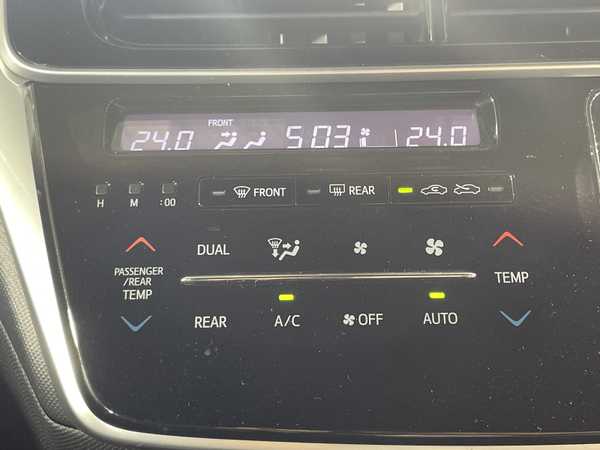 FRONT
24.0 5:03 24.0
FRONT REAR
H M :00
DUAL
PASSENGER
/REAR
TEMP
TEMP
REAR A/C OFF AUTO